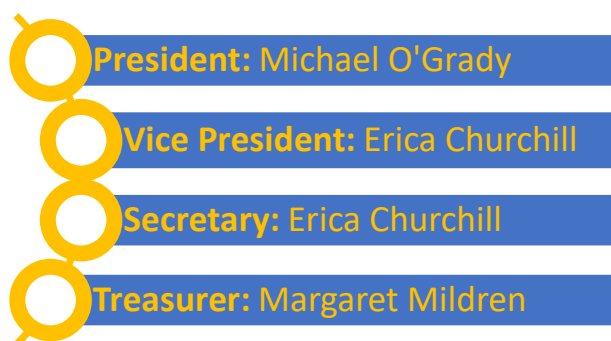 President: Michael O'Grady
Vice President: Erica Churchill
Secretary: Erica Churchill
Treasurer: Margaret Mildren